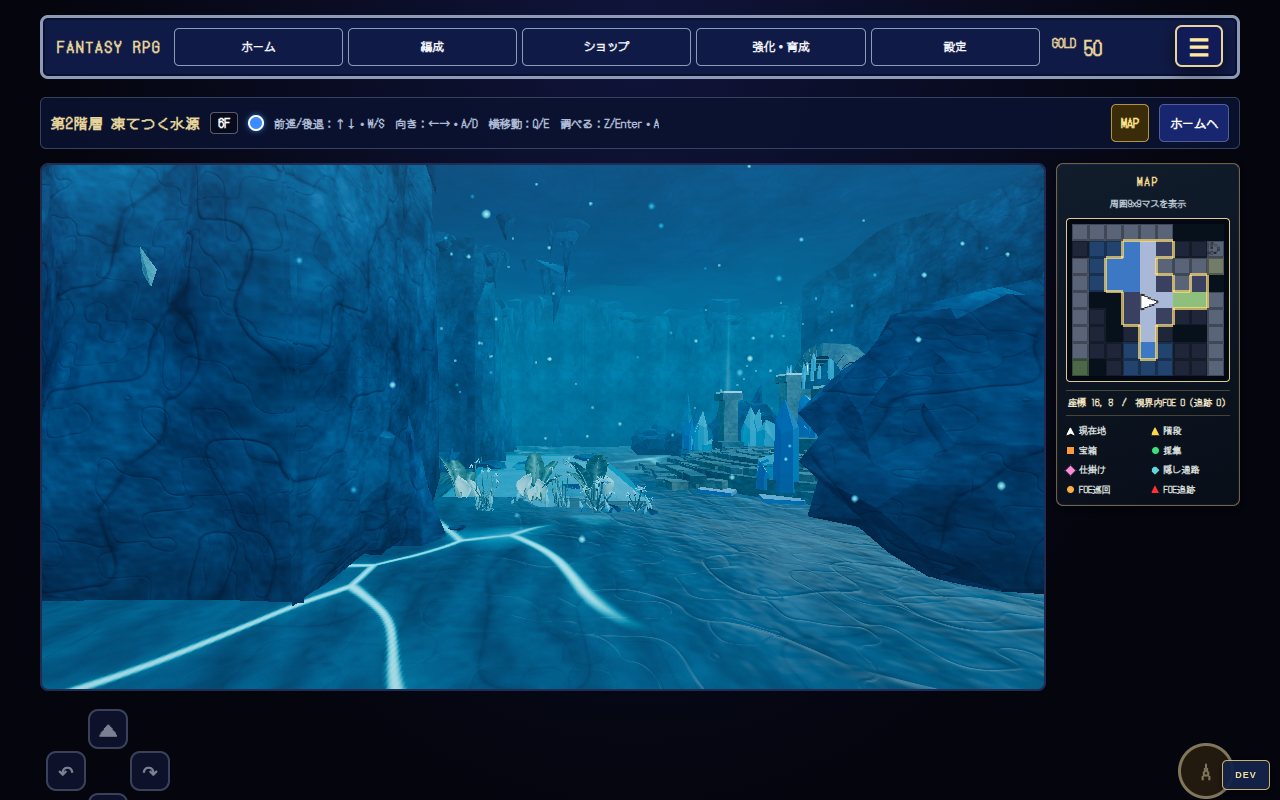 FANTASY RPG
ホーム
編成
ショップ
強化・育成
設定
GOLD 50
第2階層 凍てつく水源
6F
前進/後退：↑↓・W/S 向き：←→・A/D 横移動：Q/E 調べる：Z/Enter・A
MAP
ホームへ
MAP
周囲9x9マスを表示
座標 16, 8 / 視界内FOE 0 (追跡 0)
現在地
階段
宝箱
採集
仕掛け
隠し通路
FOE巡回
FOE追跡
A
DEV